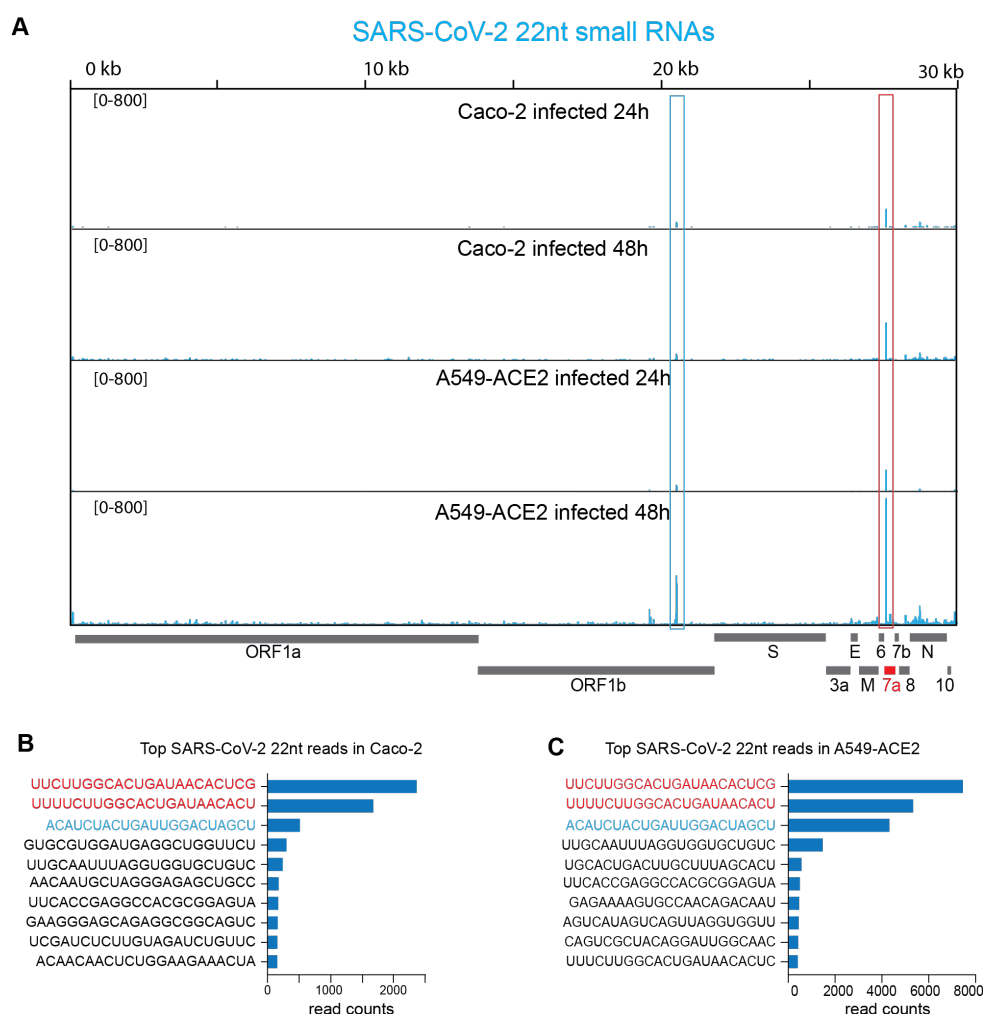 A
SARS-CoV-2 22nt small RNAs
0 kb 10 kb 20 kb 30 kb
[0-800]
Caco-2 infected 24h
[0-800]
Caco-2 infected 48h
[0-800]
A549-ACE2 infected 24h
[0-800]
A549-ACE2 infected 48h
ORF1a S E 6 7b N
ORF1b 3a M 7a 8 10
B
Top SARS-CoV-2 22nt reads in Caco-2
UUCUUGGCACUGAUAACACUCG
UUUUCUUGGCACUGAUAACACU
ACAUCUACUGAUUGGACUAGCU
GUGCGUGGAUGAGGCUGGUUCU
UUGCAAUUUAGGUGGUGCUGUC
AACAAUGCUAGGGAGAGCUGCC
UUCACCGAGGCCACGCGGAGUA
GAAGGGAGCAGAGGCGGCAGUC
UCGAUCUCUUGUAGAUCUGUUC
ACAACAACUCUGGAAGAAACUA
0 1000 2000
read counts
C
Top SARS-CoV-2 22nt reads in A549-ACE2
UUCUUGGCACUGAUAACACUCG
UUUUCUUGGCACUGAUAACACU
ACAUCUACUGAUUGGACUAGCU
UUGCAAUUUAGGUGGUGCUGUC
UGCACUGACUUGCUUUAGCACU
UUCACCGAGGCCACGCGGAGUA
GAGAAAAGUGCCAACAGACAAU
AGUCAUAGUCAGUUAGGUGGUU
CAGUCGCUACAGGAUUGGCAAC
UUUCUUGGCACUGAUAACACUC
0 2000 4000 6000 8000
read counts